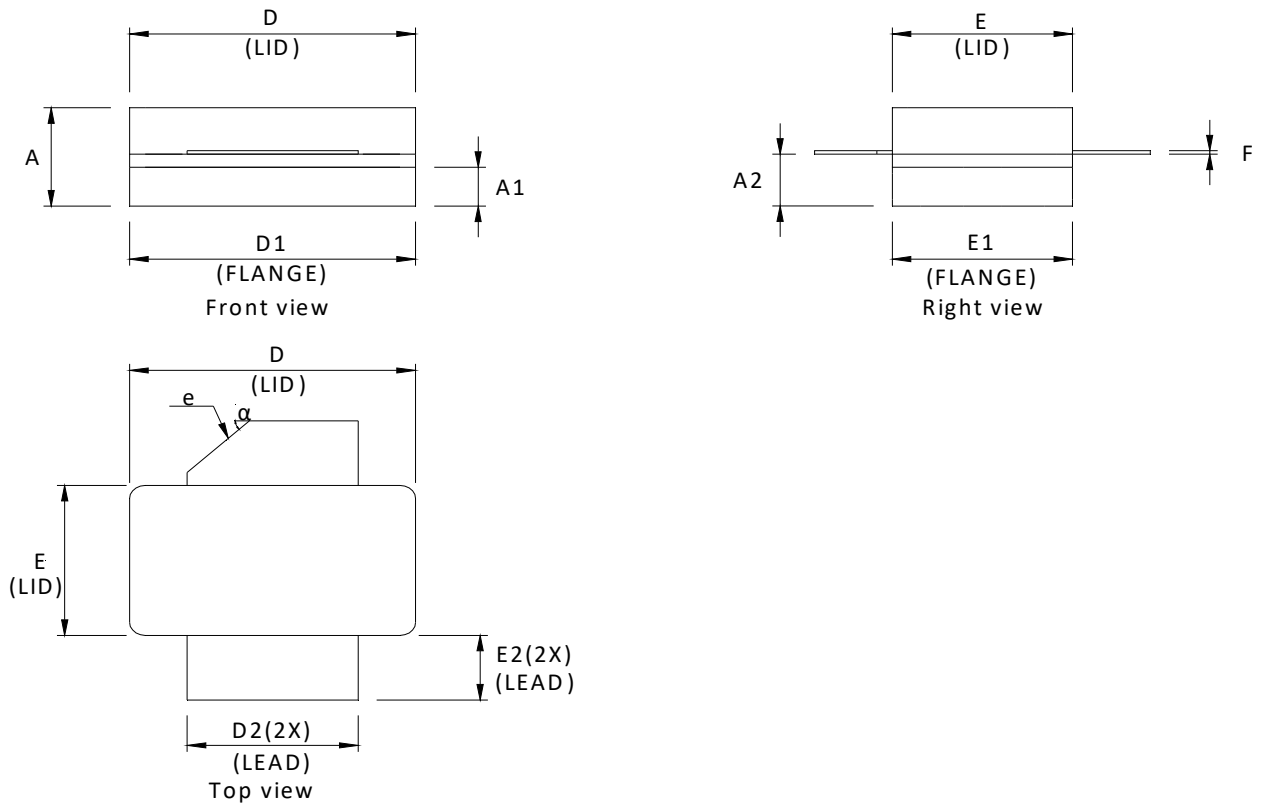 D
(LID)
A
A1
D1
(FLANGE)
Front view
E
(LID)
A2
F
E1
(FLANGE)
Right view
D
(LID)
e
α
E
(LID)
E2(2X)
(LEAD)
D2(2X)
(LEAD)
Top view